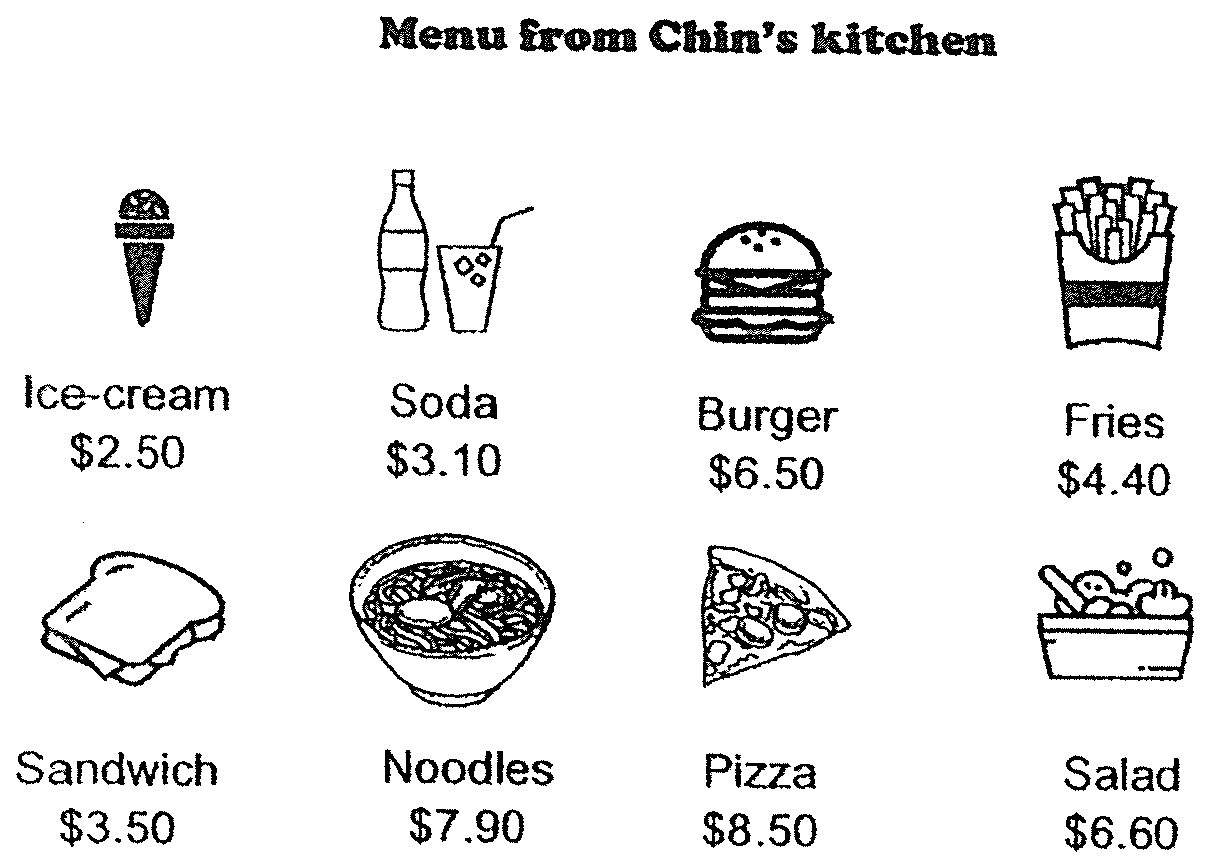 Menu from Chin's kitchen
Ice-cream
$2.50
Soda
$3.10
Burger
$6.50
Fries
$4.40
Sandwich
$3.50
Noodles
$7.90
Pizza
$8.50
Salad
$6.60